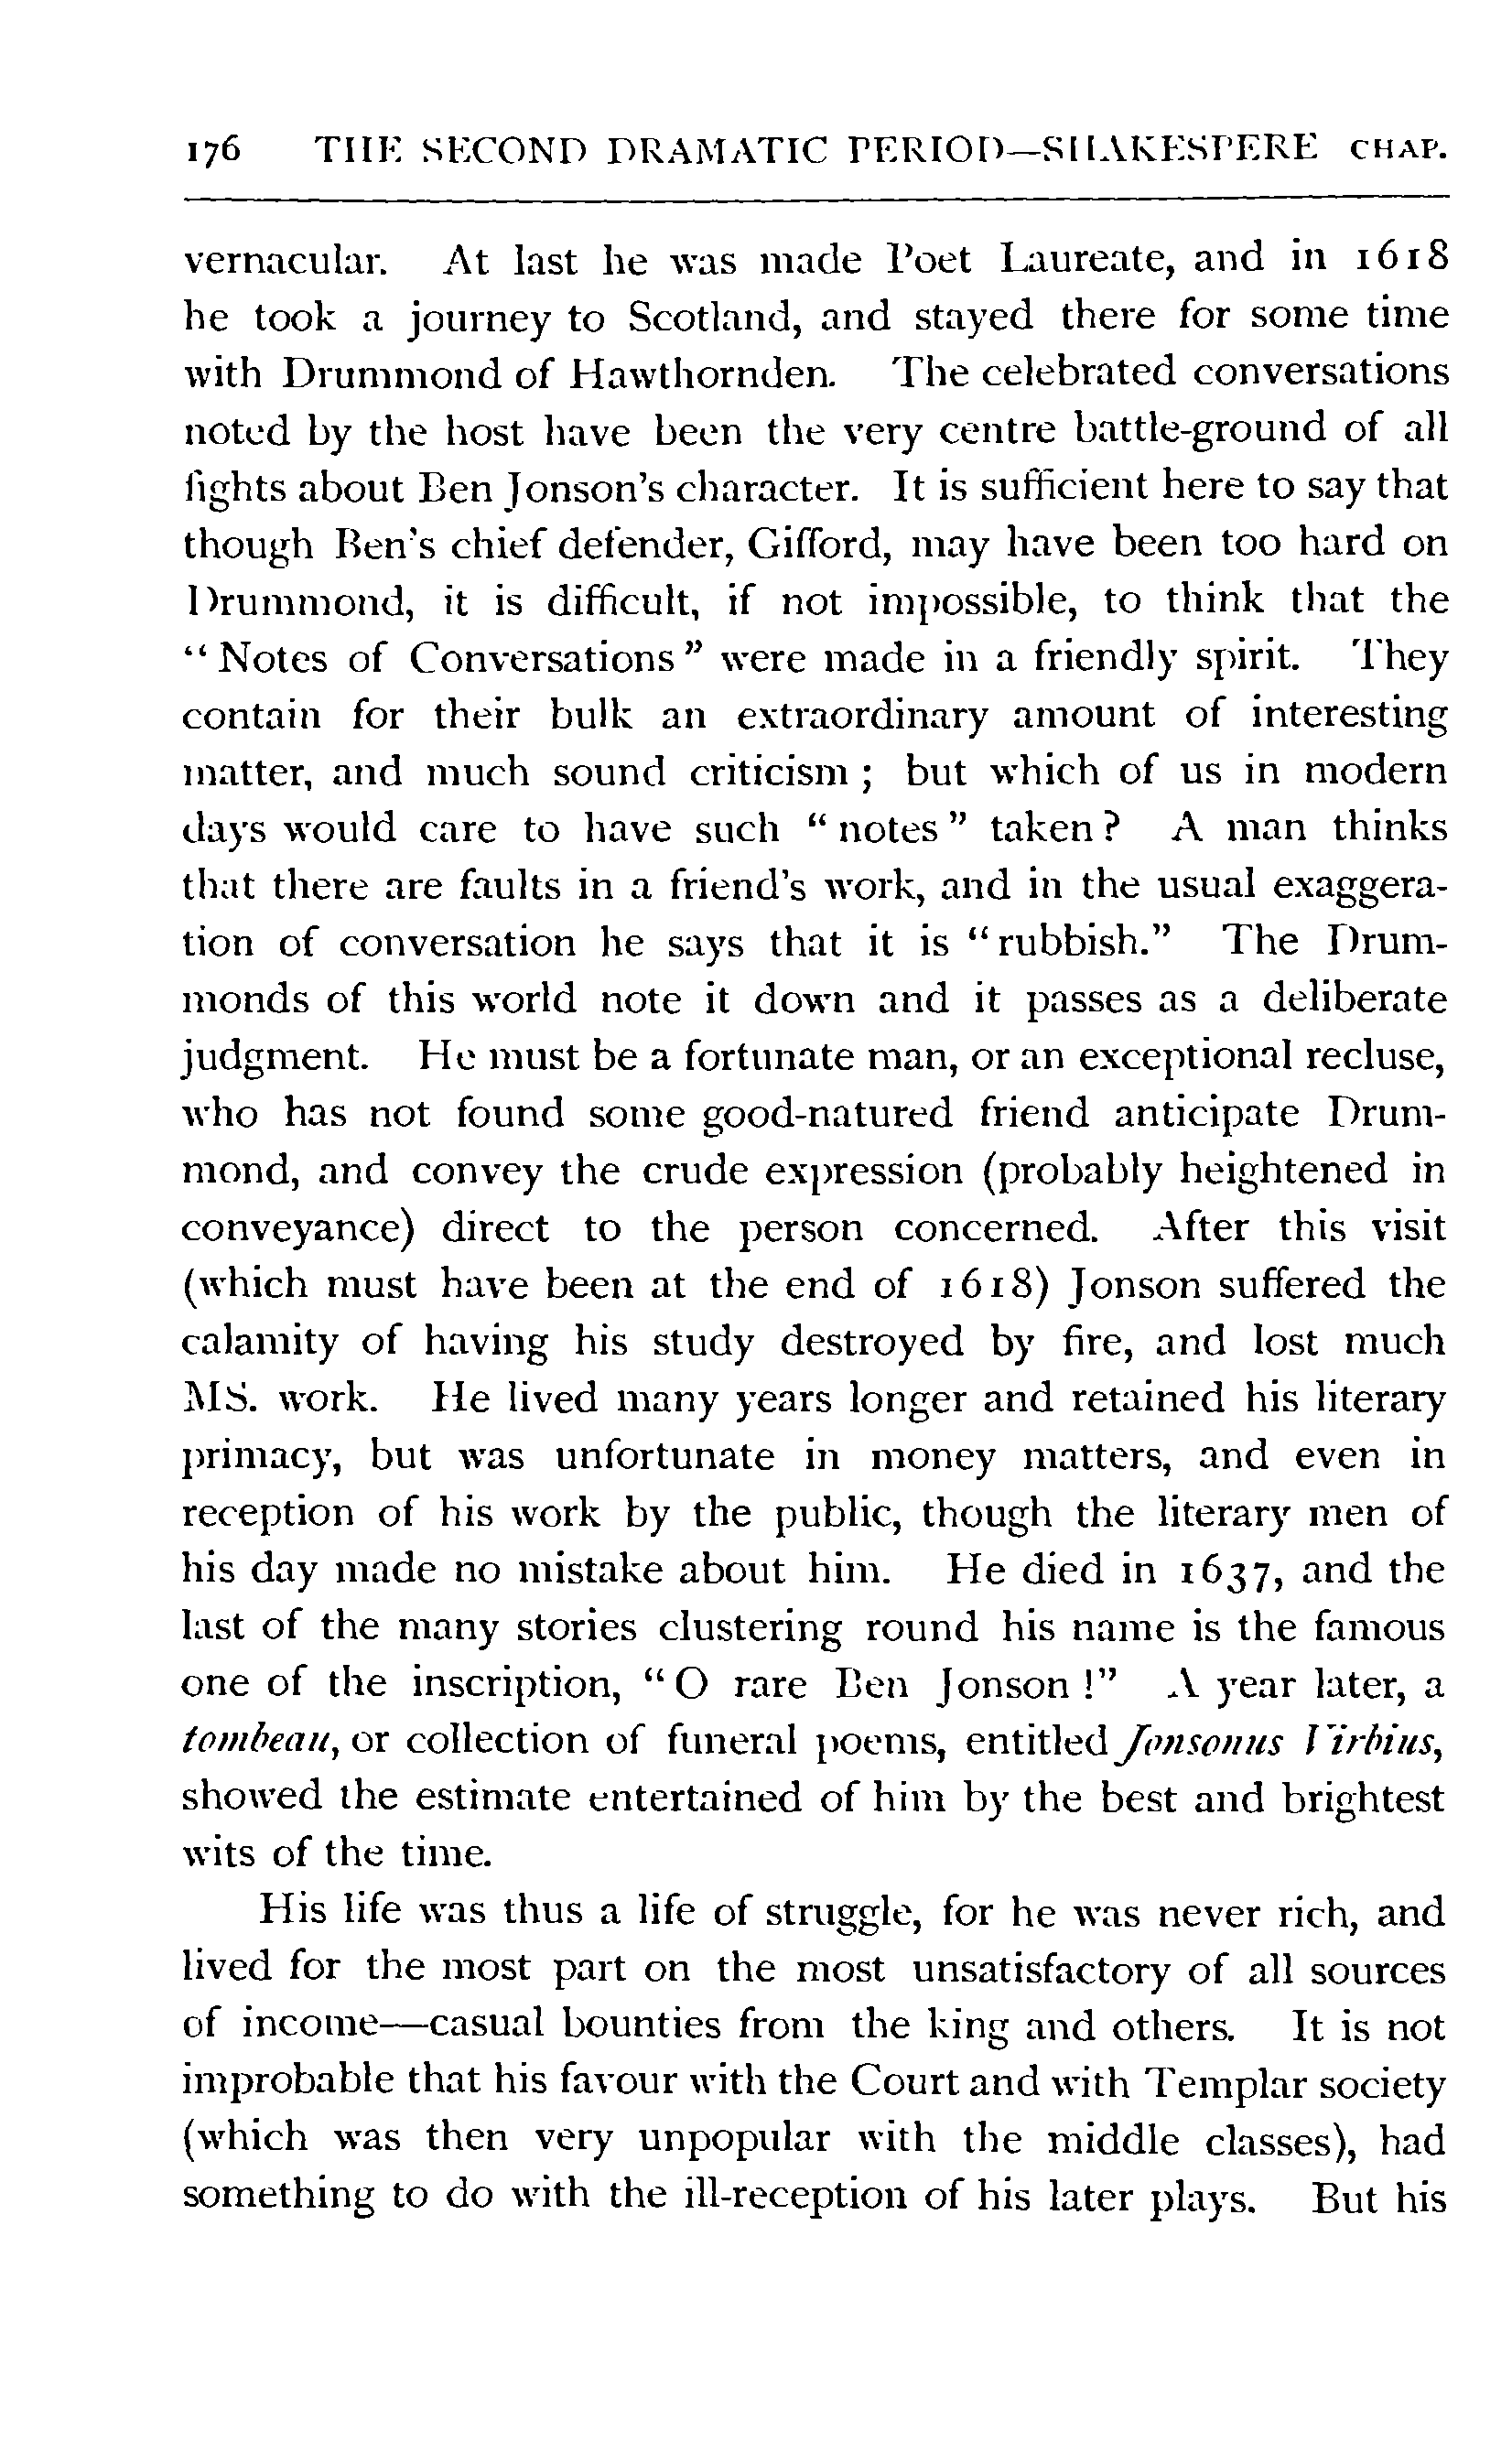 176 THE SECOND DRAMATIC PERIOD—SHAKESPERE CHAP.
vernacular. At last he was made Poet Laureate, and in 1618
he took a journey to Scotland, and stayed there for some time
with Drummond of Hawthornden. The celebrated conversations
noted by the host have been the very centre battle-ground of all
fights about Ben Jonson's character. It is sufficient here to say that
though Ben's chief defender, Gifford, may have been too hard on
Drummond, it is difficult, if not impossible, to think that the
“Notes of Conversations” were made in a friendly spirit. They
contain for their bulk an extraordinary amount of interesting
matter, and much sound criticism; but which of us in modern
days would care to have such “notes” taken? A man thinks
that there are faults in a friend's work, and in the usual exaggera-
tion of conversation he says that it is “rubbish.” The Drum-
monds of this world note it down and it passes as a deliberate
judgment. He must be a fortunate man, or an exceptional recluse,
who has not found some good-natured friend anticipate Drum-
mond, and convey the crude expression (probably heightened in
conveyance) direct to the person concerned. After this visit
(which must have been at the end of 1618) Jonson suffered the
calamity of having his study destroyed by fire, and lost much
MS. work. He lived many years longer and retained his literary
primacy, but was unfortunate in money matters, and even in
reception of his work by the public, though the literary men of
his day made no mistake about him. He died in 1637, and the
last of the many stories clustering round his name is the famous
one of the inscription, “O rare Ben Jonson!” A year later, a
tombeau, or collection of funeral poems, entitled Jonsonus Virbius,
showed the estimate entertained of him by the best and brightest
wits of the time.
His life was thus a life of struggle, for he was never rich, and
lived for the most part on the most unsatisfactory of all sources
of income—casual bounties from the king and others. It is not
improbable that his favour with the Court and with Templar society
(which was then very unpopular with the middle classes), had
something to do with the ill-reception of his later plays. But his